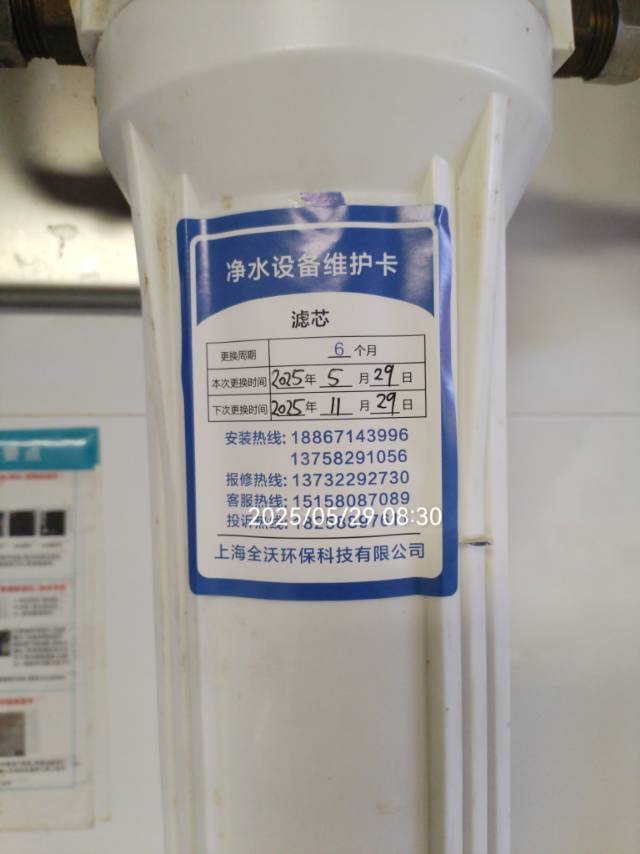 净水设备维护卡
滤芯
更换周期 6 个月
本次更换时间 2025年 5 月 29 日
下次更换时间 2025年 11 月 29 日
安装热线: 18867143996
13758291056
报修热线: 13732292730
客服热线: 15158087089
2025/05/29 08:30
投诉热线:
上海全沃环保科技有限公司